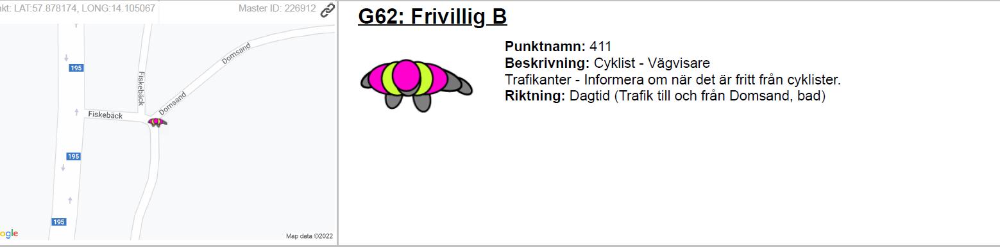 nkt: LAT:57.878174, LONG:14.105067
Master ID: 226912
195
Fiskebäck
Domsand
Domsand
Fiskebäck
195
195
ogle
Map data ©2022
G62: Frivillig B
Punktnamn: 411
Beskrivning: Cyklist - Vägvisare
Trafikanter - Informera om när det är fritt från cyklister.
Riktning: Dagtid (Trafik till och från Domsand, bad)